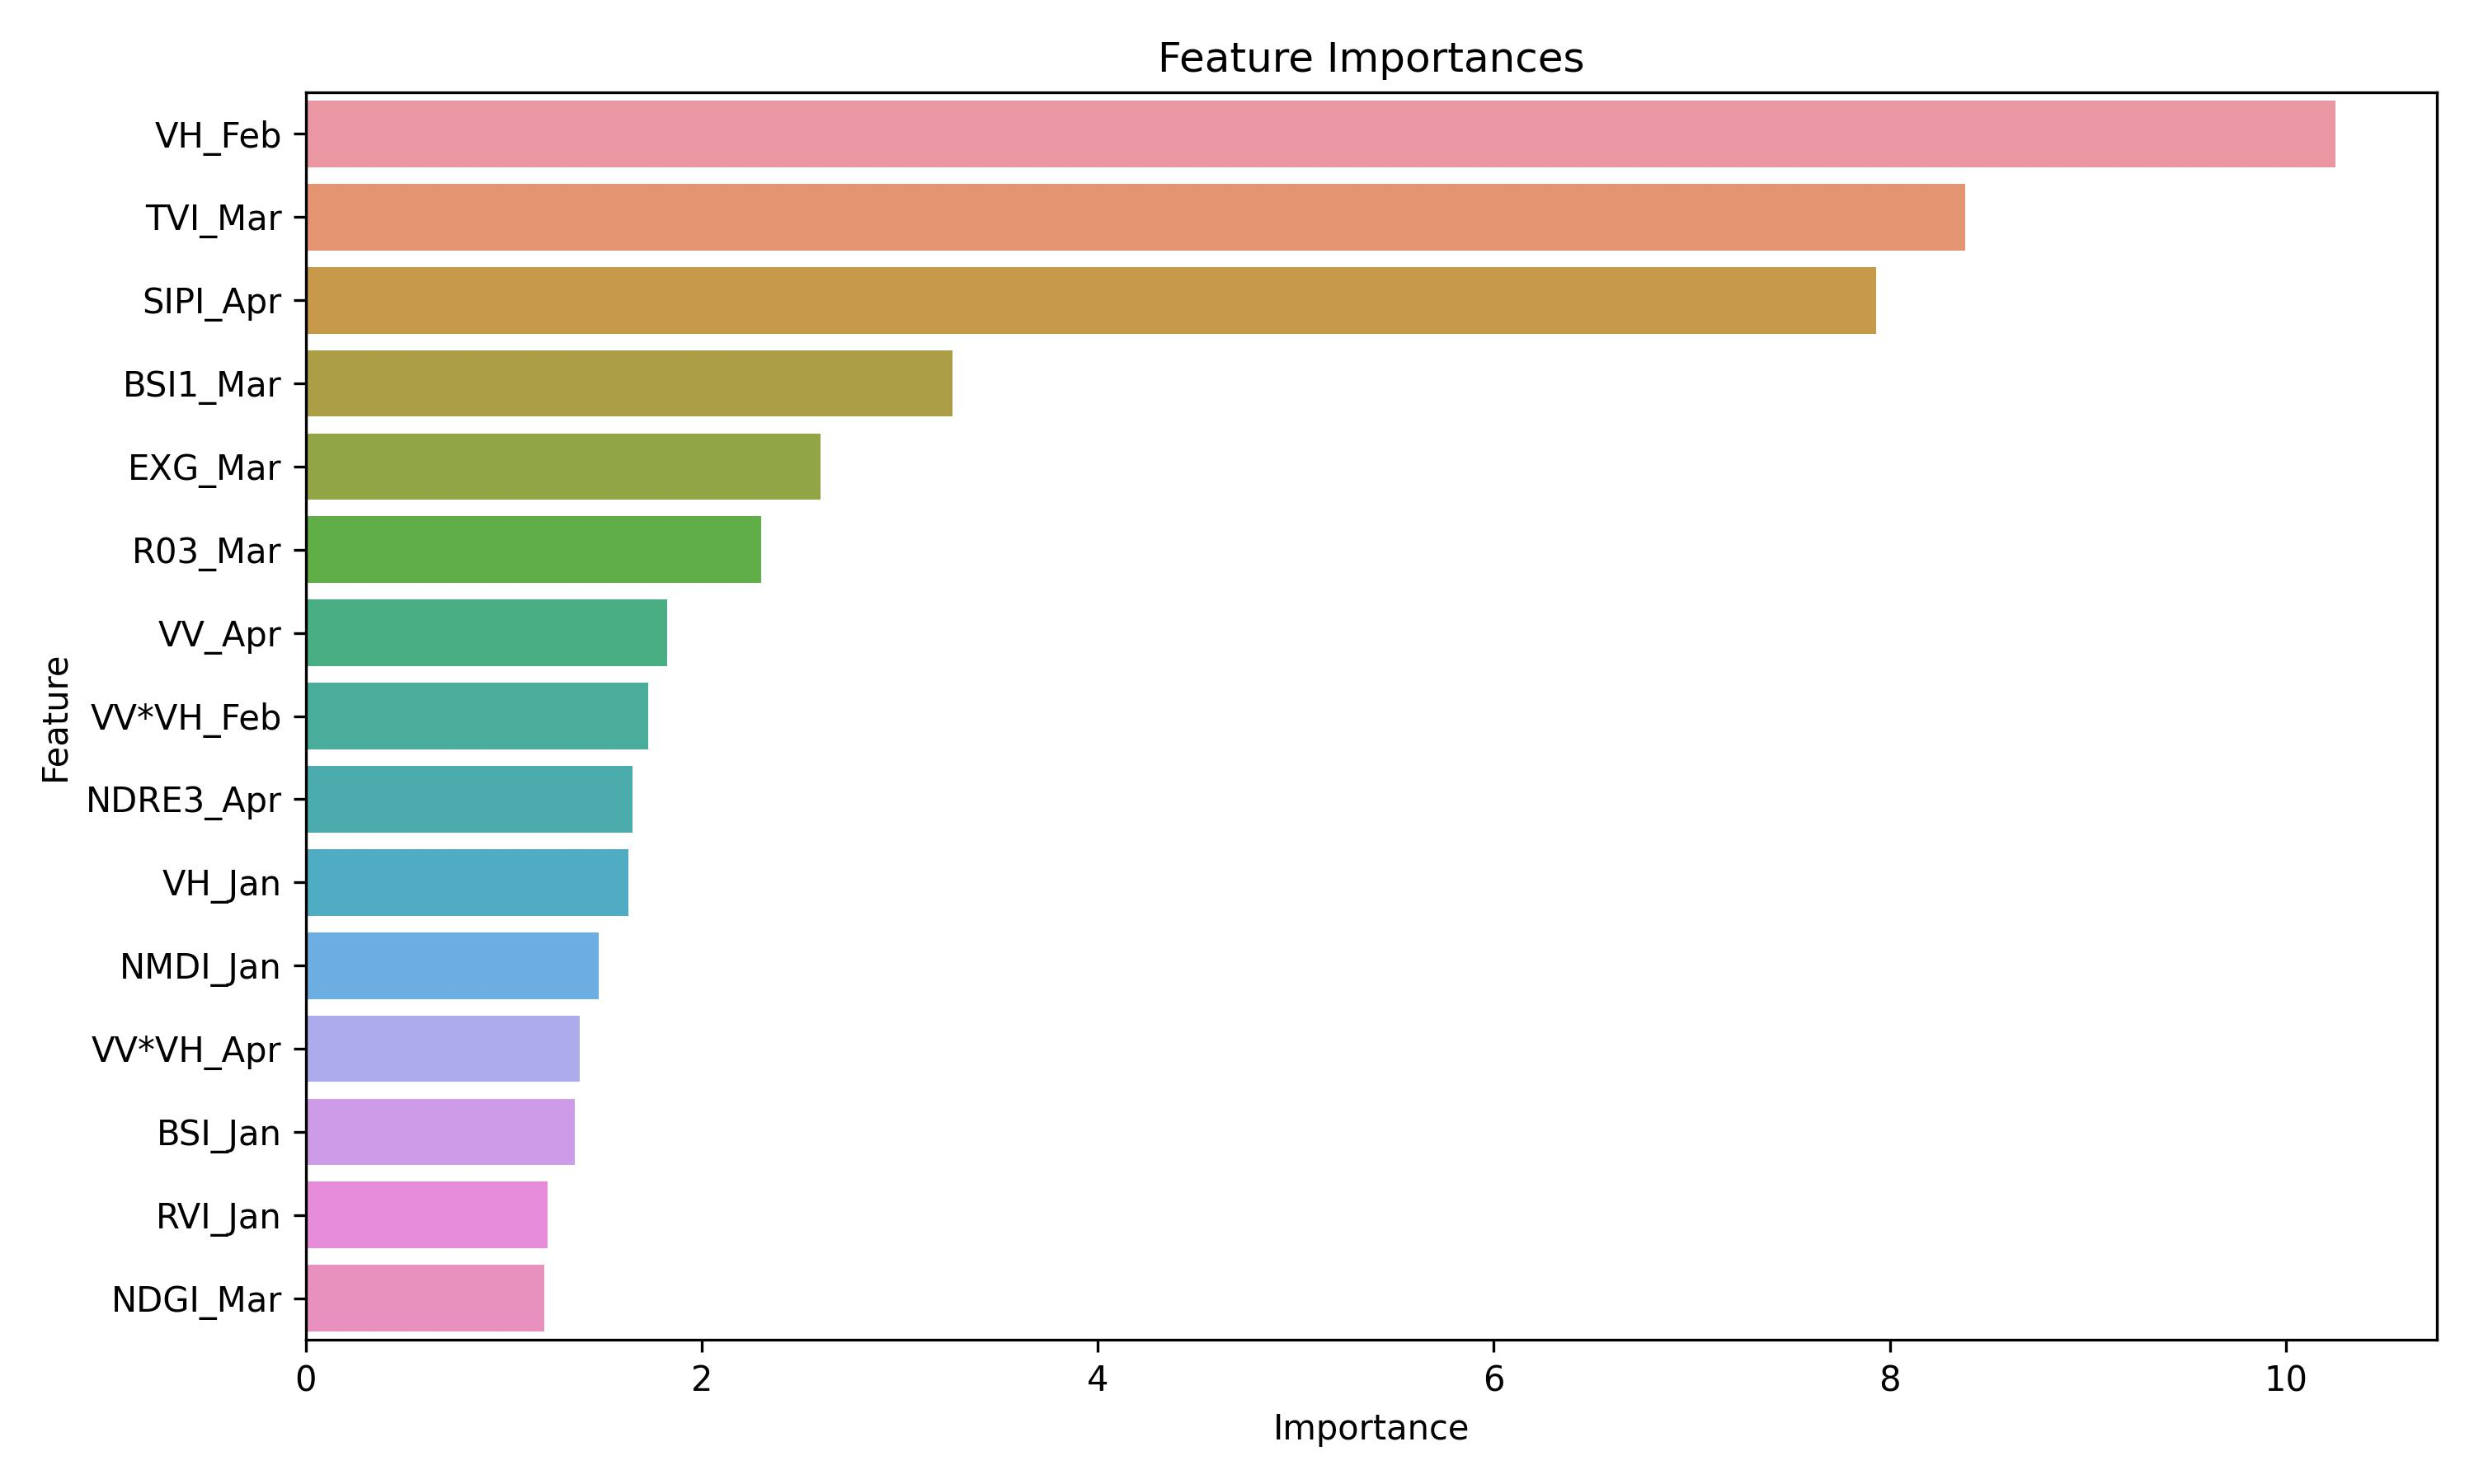 Feature Importances
VH_Feb
TVI_Mar
SIPI_Apr
BSI1_Mar
EXG_Mar
R03_Mar
VV_Apr
VV*VH_Feb
NDRE3_Apr
VH_Jan
NMDI_Jan
VV*VH_Apr
BSI_Jan
RVI_Jan
NDGI_Mar
Feature
0 2 4 6 8 10
Importance